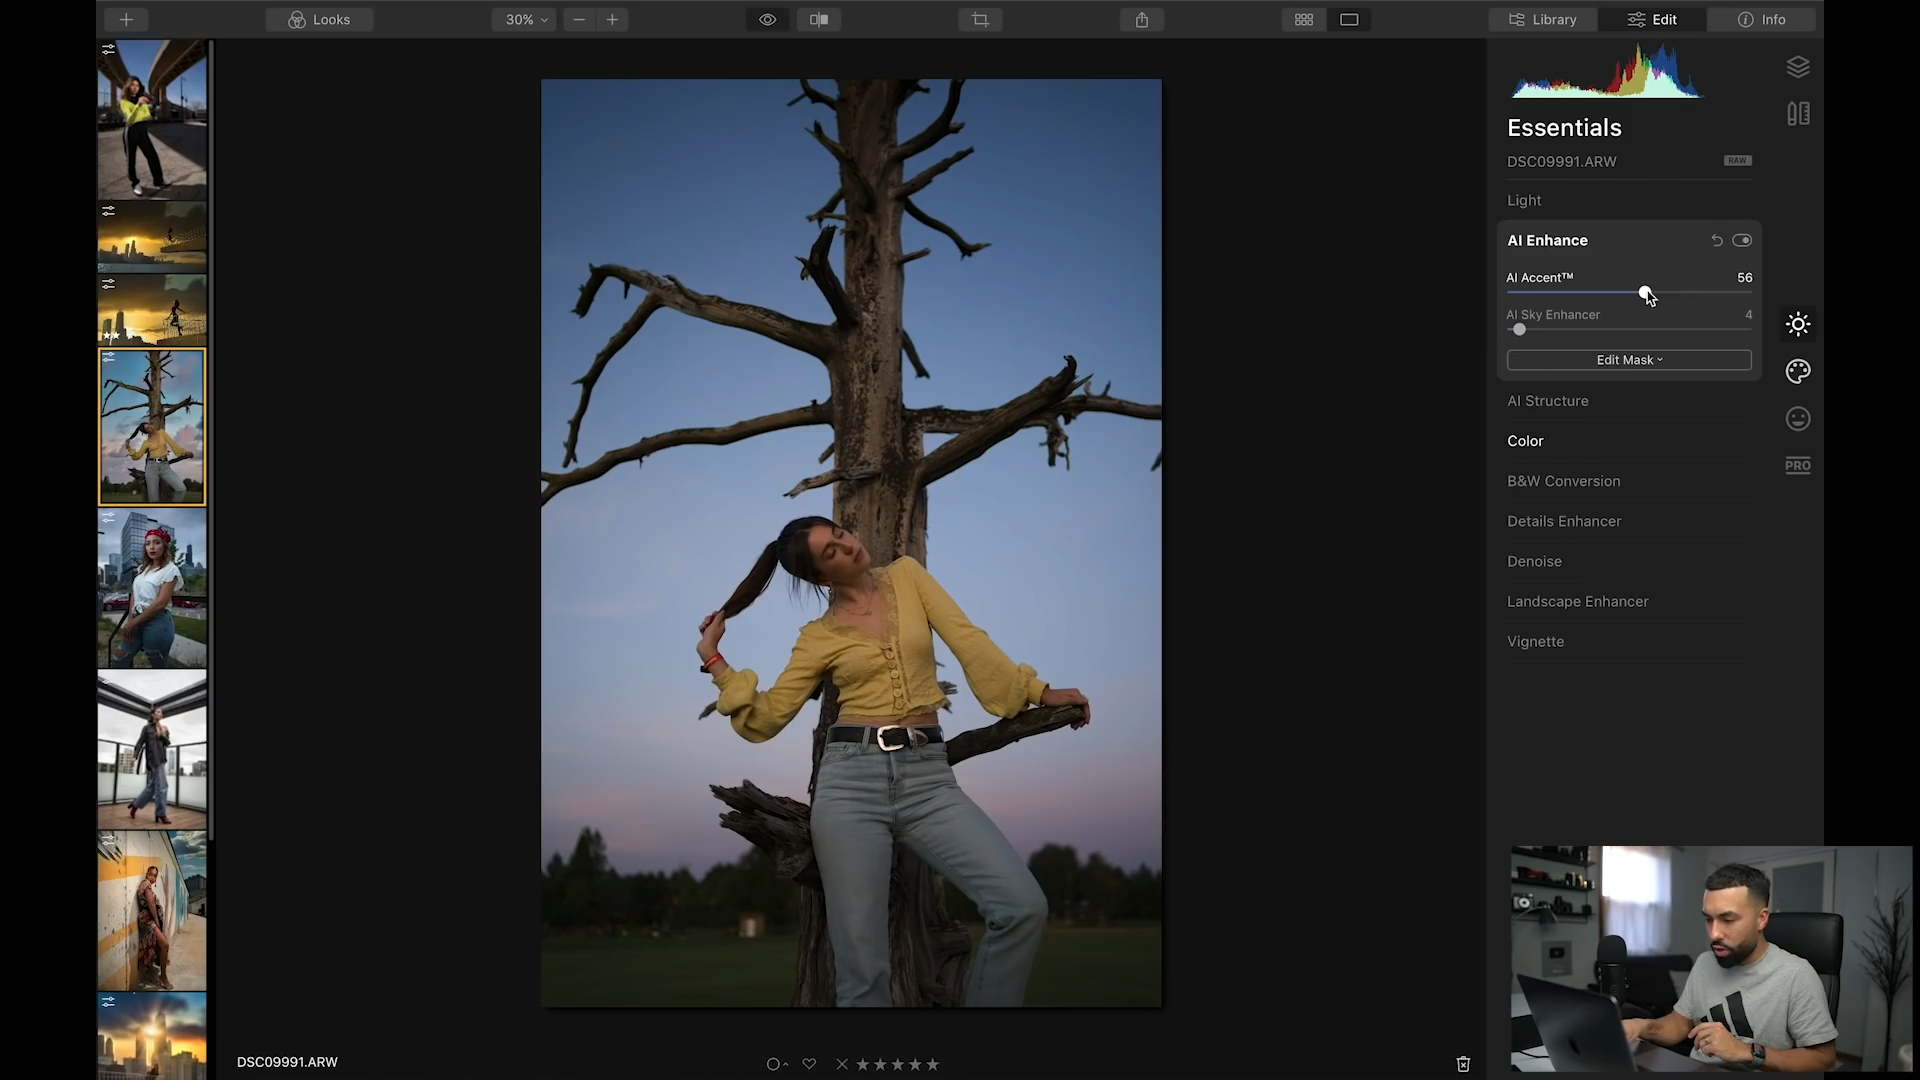 Looks
30%
Library
Edit
Info
Essentials
DSC09991.ARW
RAW
Light
AI Enhance
AI Accent™
56
AI Sky Enhancer
4
Edit Mask
AI Structure
Color
B&W Conversion
Details Enhancer
Denoise
Landscape Enhancer
Vignette
PRO
DSC09991.ARW